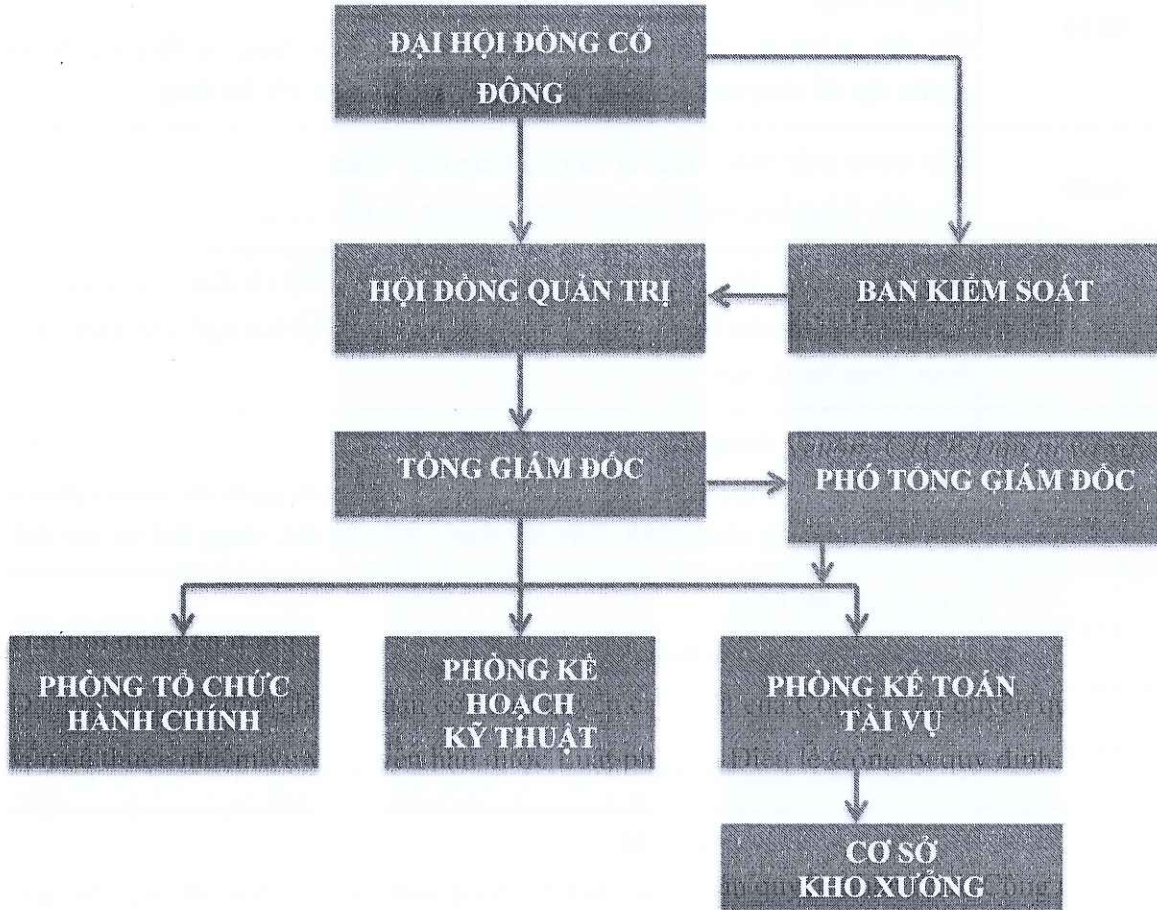 ĐẠI HỘI ĐỒNG CỔ
ĐÔNG
HỘI ĐỒNG QUẢN TRỊ
BAN KIỂM SOÁT
TỔNG GIÁM ĐỐC
PHÓ TỔNG GIÁM ĐỐC
PHÒNG TỔ CHỨC
HÀNH CHÍNH
PHÒNG KẾ
HOẠCH
KỸ THUẬT
PHÒNG KẾ TOÁN
TÀI VỤ
CƠ SỞ
KHO XƯỞNG